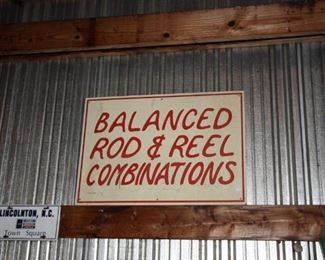 BALANCED
ROD & REEL
COMBINATIONS
LINCOLNTON, N.C.
Town Square